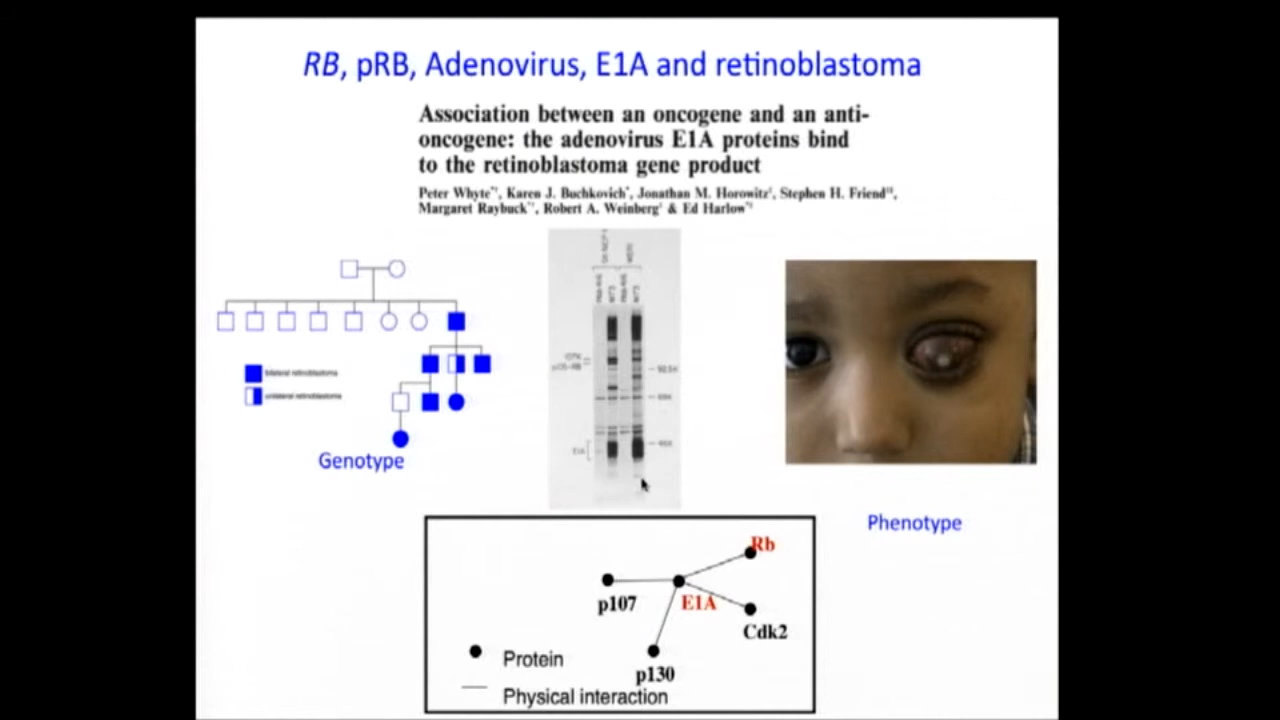 RB, pRB, Adenovirus, E1A and retinoblastoma
Association between an oncogene and an anti-
oncogene: the adenovirus E1A proteins bind
to the retinoblastoma gene product
Peter Whyte, Karen J. Buchkovich, Jonathan M. Horowitz, Stephen H. Friend,
Margaret Raybuck, Robert A. Weinberg & Ed Harlow
bilateral retinoblastoma
unilateral retinoblastoma
Genotype
E1A
Phenotype
Rb
p107
E1A
Cdk2
p130
Protein
Physical interaction